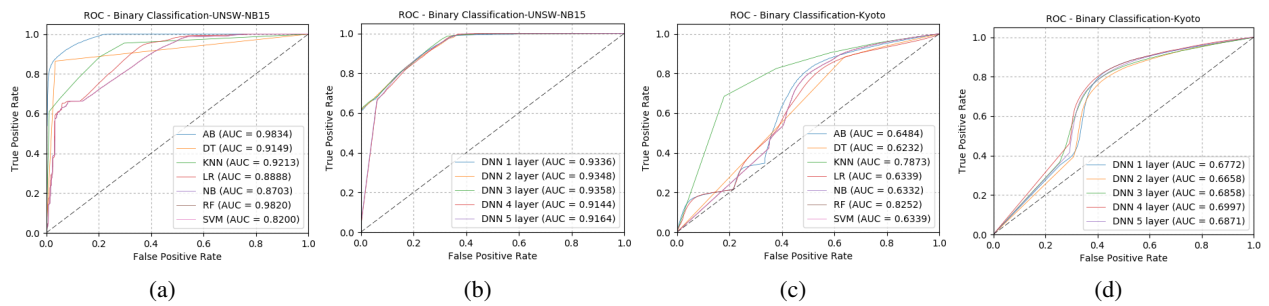 ROC - Binary Classification-UNSW-NB15
1.0
0.8
0.6
0.4
0.2
0.0
True Positive Rate
AB (AUC = 0.9834)
DT (AUC = 0.9149)
KNN (AUC = 0.9213)
LR (AUC = 0.8888)
NB (AUC = 0.8703)
RF (AUC = 0.9820)
SVM (AUC = 0.8200)
0.0 0.2 0.4 0.6 0.8 1.0
False Positive Rate
(a)
ROC - Binary Classification-UNSW-NB15
1.0
0.8
0.6
0.4
0.2
0.0
True Positive Rate
DNN 1 layer (AUC = 0.9336)
DNN 2 layer (AUC = 0.9348)
DNN 3 layer (AUC = 0.9358)
DNN 4 layer (AUC = 0.9144)
DNN 5 layer (AUC = 0.9164)
0.0 0.2 0.4 0.6 0.8 1.0
False Positive Rate
(b)
ROC - Binary Classification-Kyoto
1.0
0.8
0.6
0.4
0.2
0.0
True Positive Rate
AB (AUC = 0.6484)
DT (AUC = 0.6232)
KNN (AUC = 0.7873)
LR (AUC = 0.6339)
NB (AUC = 0.6332)
RF (AUC = 0.8252)
SVM (AUC = 0.6339)
0.0 0.2 0.4 0.6 0.8 1.0
False Positive Rate
(c)
ROC - Binary Classification-Kyoto
1.0
0.8
0.6
0.4
0.2
0.0
True Positive Rate
DNN 1 layer (AUC = 0.6772)
DNN 2 layer (AUC = 0.6658)
DNN 3 layer (AUC = 0.6858)
DNN 4 layer (AUC = 0.6997)
DNN 5 layer (AUC = 0.6871)
0.0 0.2 0.4 0.6 0.8 1.0
False Positive Rate
(d)